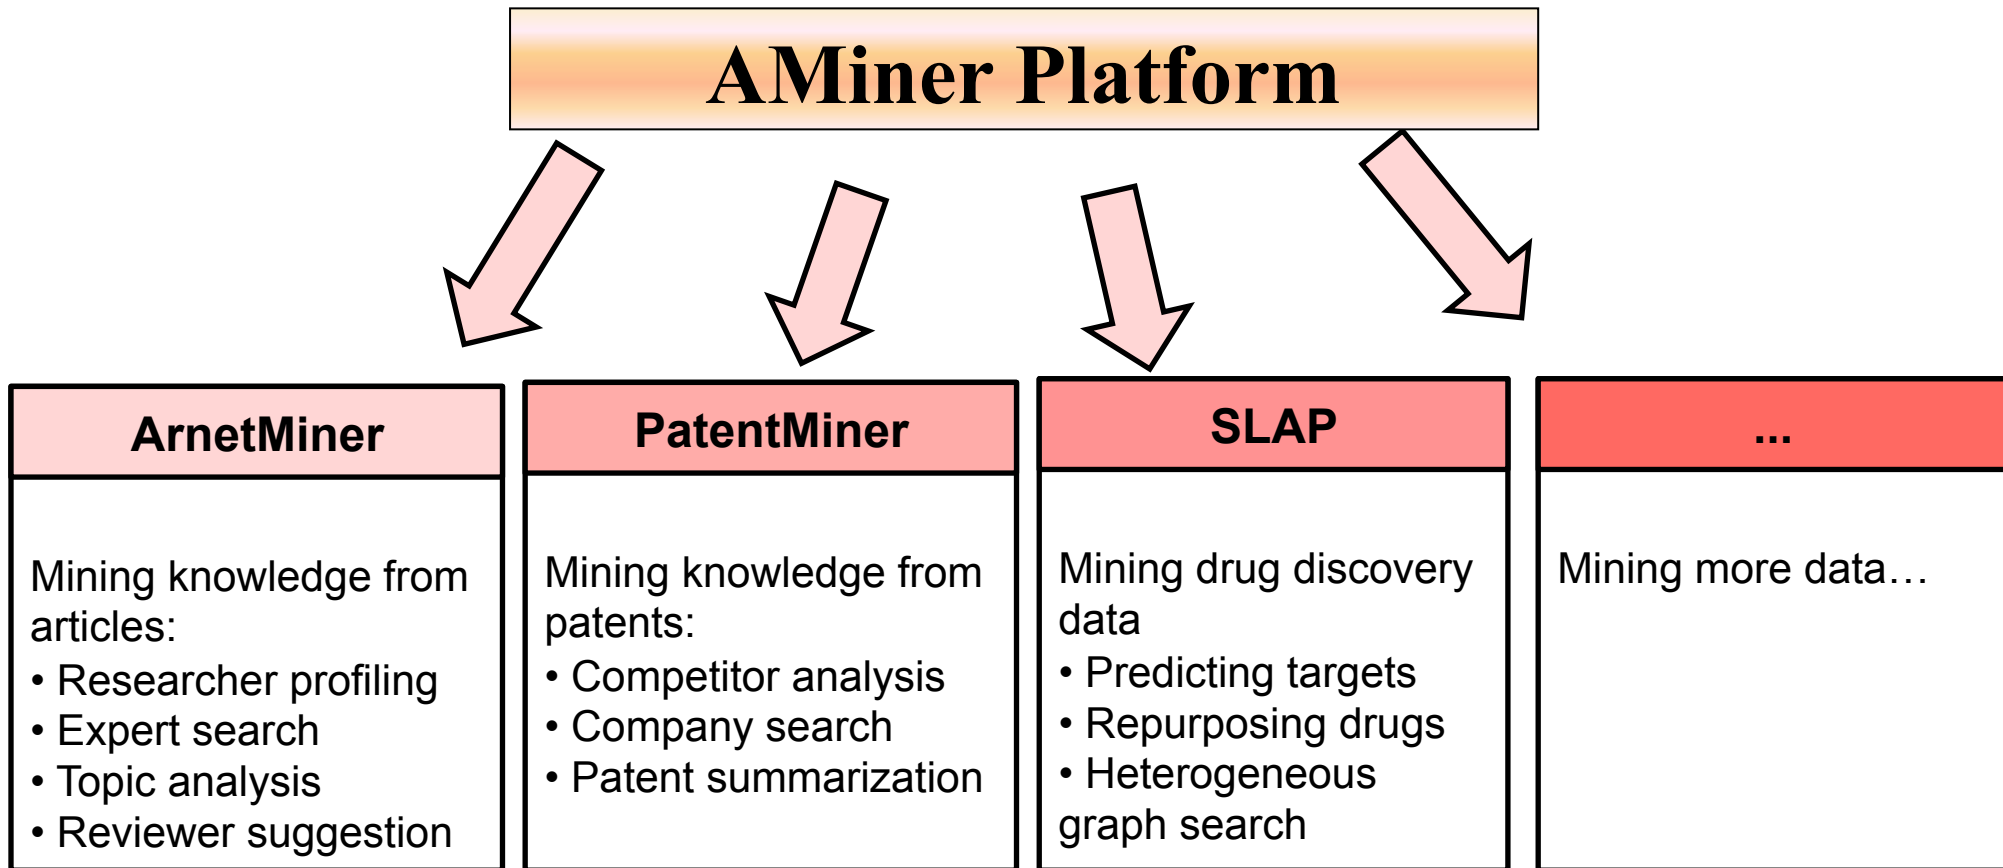 AMiner Platform
ArnetMiner
Mining knowledge from
articles:
• Researcher profiling
• Expert search
• Topic analysis
• Reviewer suggestion
PatentMiner
Mining knowledge from
patents:
• Competitor analysis
• Company search
• Patent summarization
SLAP
Mining drug discovery
data
• Predicting targets
• Repurposing drugs
• Heterogeneous
graph search
...
Mining more data…